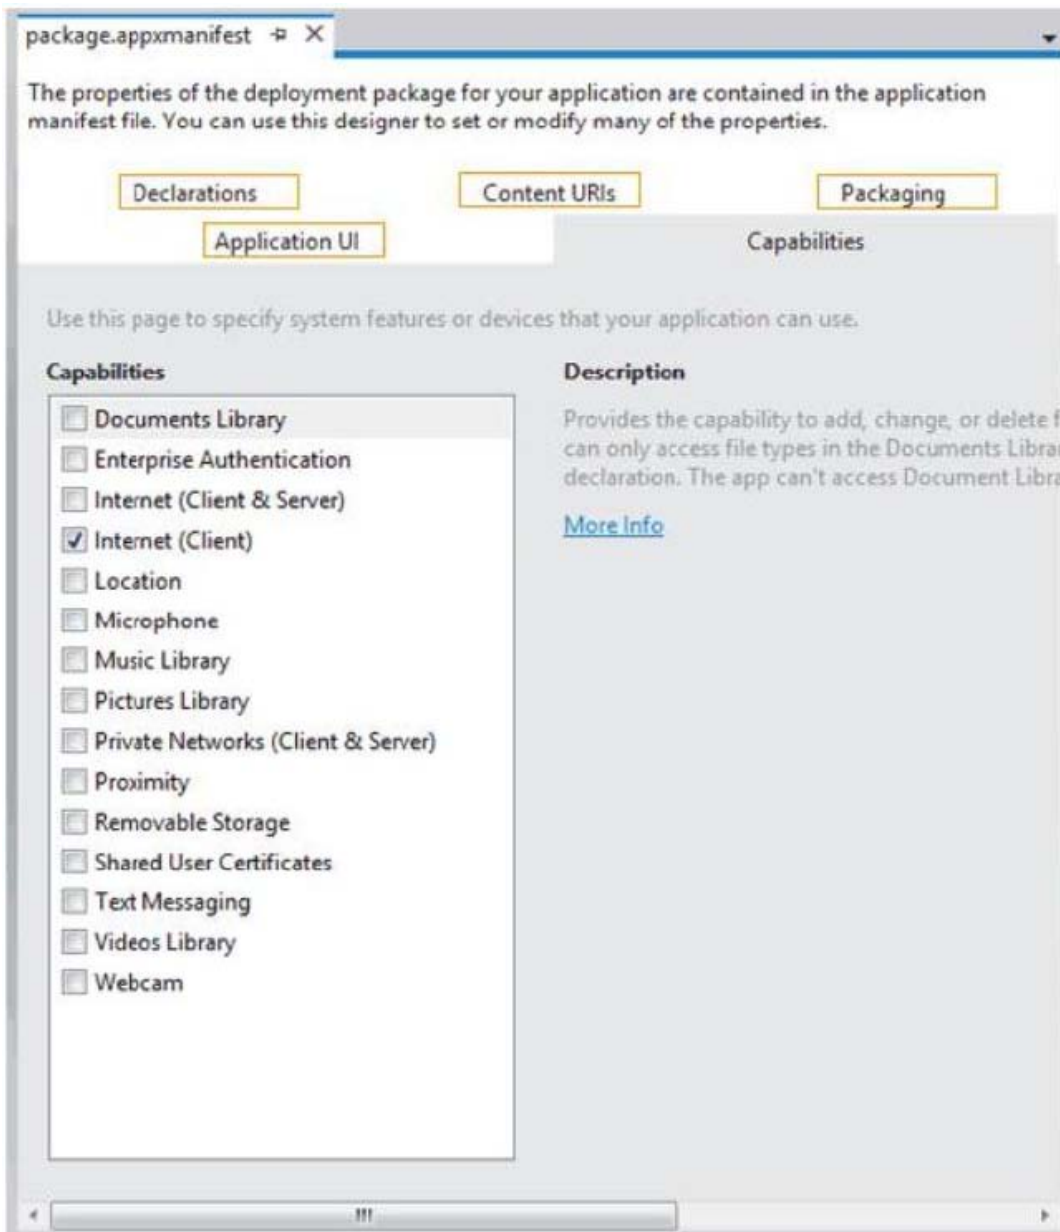 package.appxmanifest
The properties of the deployment package for your application are contained in the application
manifest file. You can use this designer to set or modify many of the properties.
Declarations Content URIs Packaging
Application UI Capabilities
Use this page to specify system features or devices that your application can use.
Capabilities
Documents Library
Enterprise Authentication
Internet (Client & Server)
Internet (Client)
Location
Microphone
Music Library
Pictures Library
Private Networks (Client & Server)
Proximity
Removable Storage
Shared User Certificates
Text Messaging
Videos Library
Webcam
Description
Provides the capability to add, change, or delete
can only access file types in the Documents
declaration. The app can't access Document
More Info